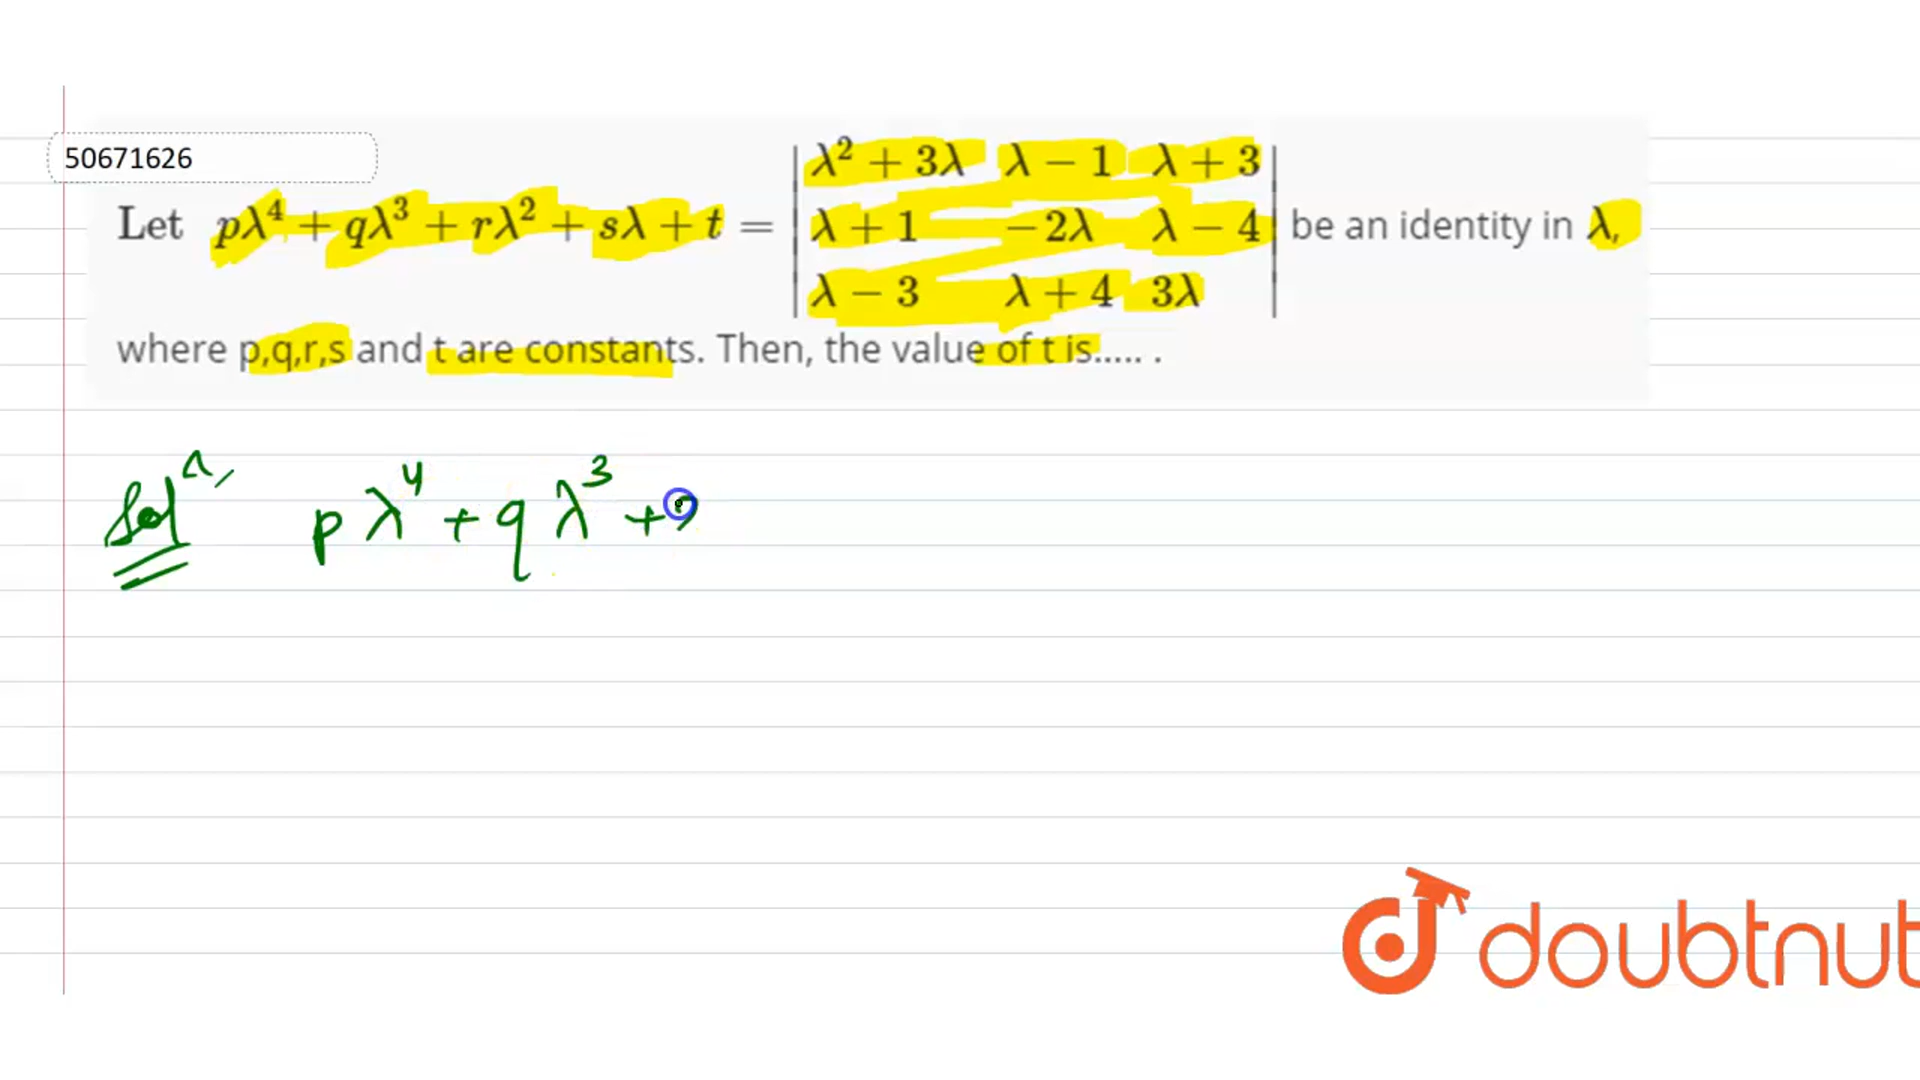 50671626
Let pλ⁴ + qλ³ + rλ² + sλ + t = | λ² + 3λ λ − 1 λ + 3 |
| λ + 1 −2λ λ − 4 | be an identity in λ,
| λ − 3 λ + 4 3λ |
where p,q,r,s and t are constants. Then, the value of t is..... .
Solⁿ, pλ⁴ + qλ³ +
doubtnut